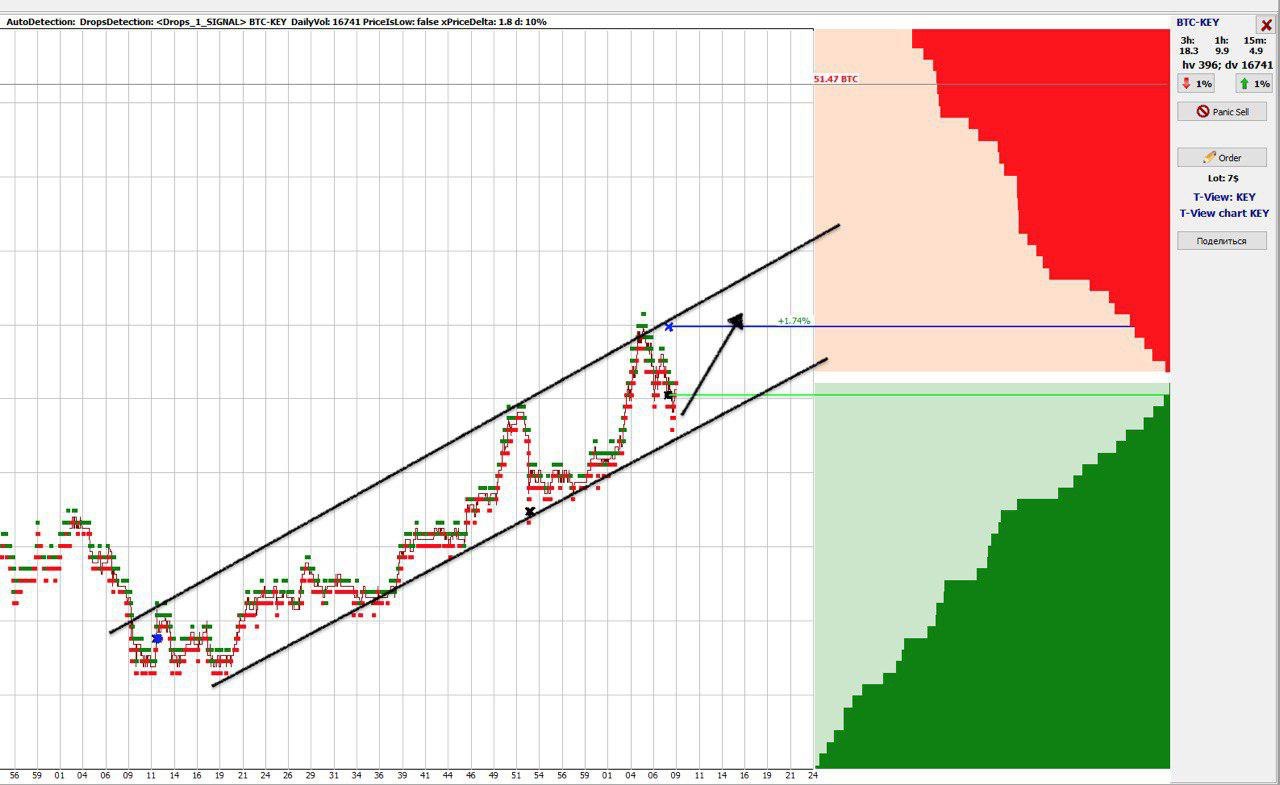 AutoDetection: DropsDetection: <Drops_1_SIGNAL> BTC-KEY DailyVol: 16741 PriceIsLow: false xPriceDelta: 1.8 d: 10%
BTC-KEY
3h: 1h: 15m:
18.3 9.9 4.9
hv 396; dv 16741
1% 1%
Panic Sell
Order
Lot: 7$
T-View: KEY
T-View chart KEY
Поделиться
51.47 BTC
+1.74%
56 59 01 04 06 09 11 14 16 19 21 24 26 29 31 34 36 39 41 44 46 49 51 54 56 59 01 04 06 09 11 14 16 19 21 24